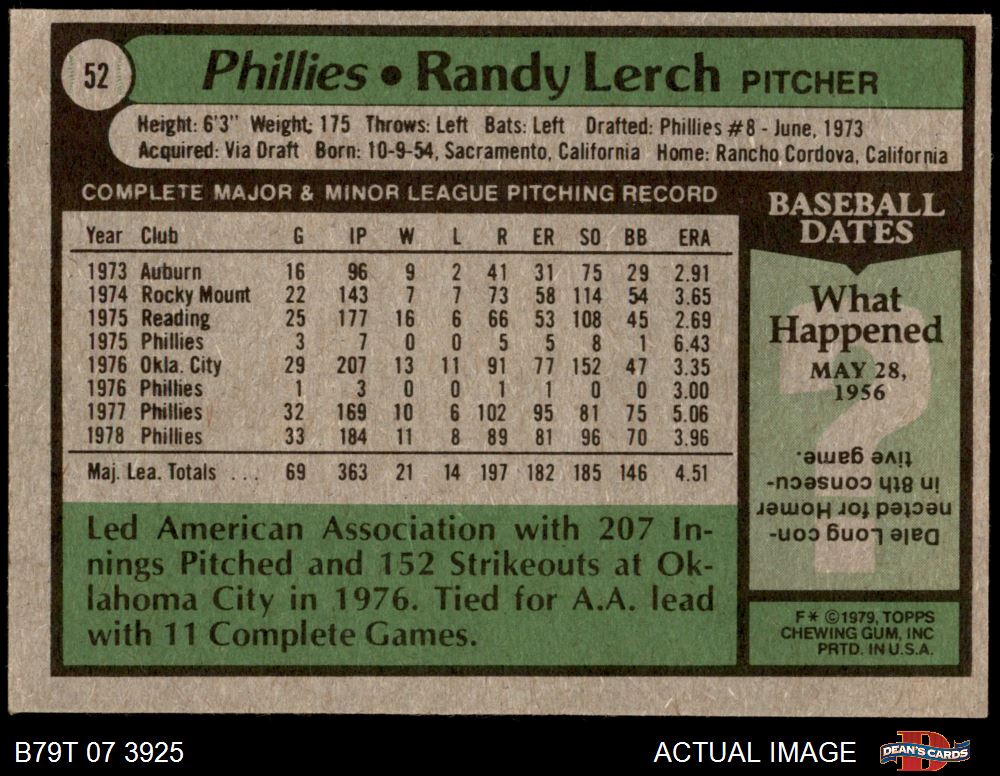 52
Phillies • Randy Lerch PITCHER
Height: 6'3" Weight: 175 Throws: Left Bats: Left Drafted: Phillies #8 - June, 1973
Acquired: Via Draft Born: 10-9-54, Sacramento, California Home: Rancho Cordova, California
COMPLETE MAJOR & MINOR LEAGUE PITCHING RECORD
Year Club G IP W L R ER SO BB ERA
1973 Auburn 16 96 9 2 41 31 75 29 2.91
1974 Rocky Mount 22 143 7 7 73 58 114 54 3.65
1975 Reading 25 177 16 6 66 53 108 45 2.69
1975 Phillies 3 7 0 0 5 5 8 1 6.43
1976 Okla. City 29 207 13 11 91 77 152 47 3.35
1976 Phillies 1 3 0 0 1 1 0 0 3.00
1977 Phillies 32 169 10 6 102 95 81 75 5.06
1978 Phillies 33 184 11 8 89 81 96 70 3.96
Maj. Lea. Totals ... 69 363 21 14 197 182 185 146 4.51
Led American Association with 207 In-
nings Pitched and 152 Strikeouts at Ok-
lahoma City in 1976. Tied for A.A. lead
with 11 Complete Games.
BASEBALL
DATES
What
Happened
MAY 28,
1956
?
Dale Long con-
nected for Homer
in 8th consecu-
tive game.
F* ©1979, TOPPS
CHEWING GUM, INC
PRTD. IN U.S.A.
B79T 07 3925
ACTUAL IMAGE
DEAN'S CARDS